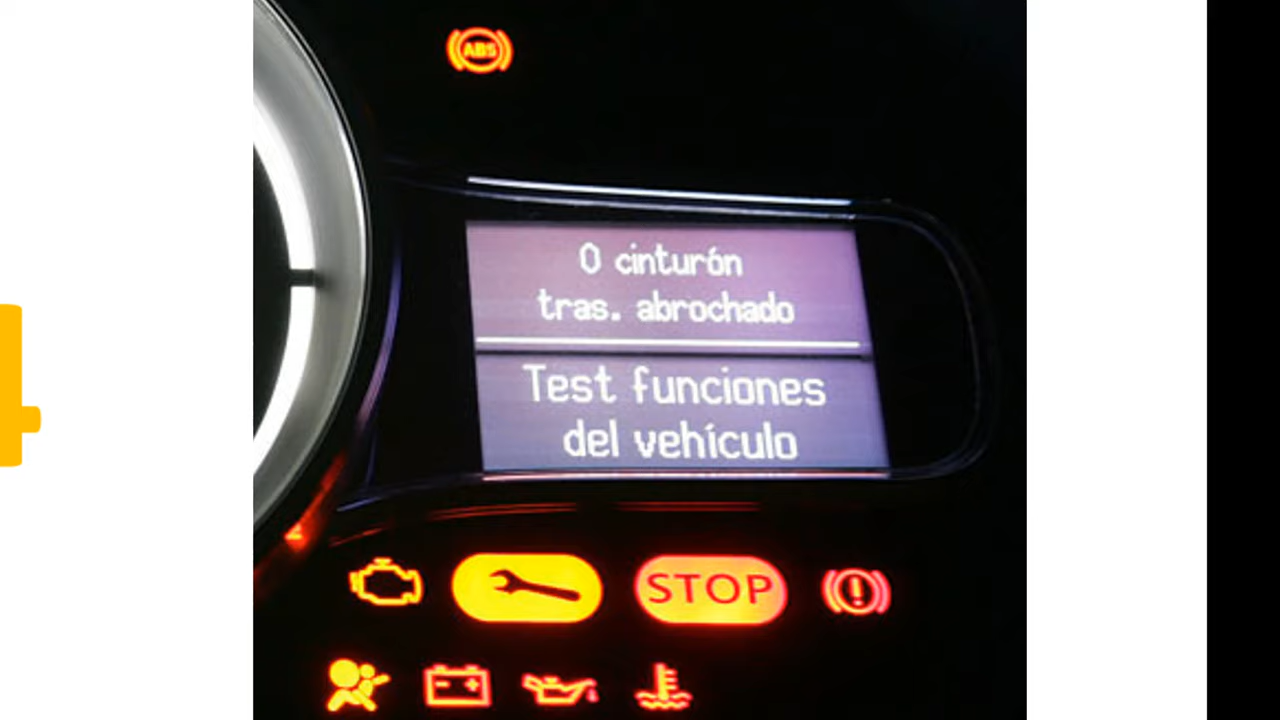 ABS
0 cinturón
tras. abrochado
Test funciones
del vehículo
STOP